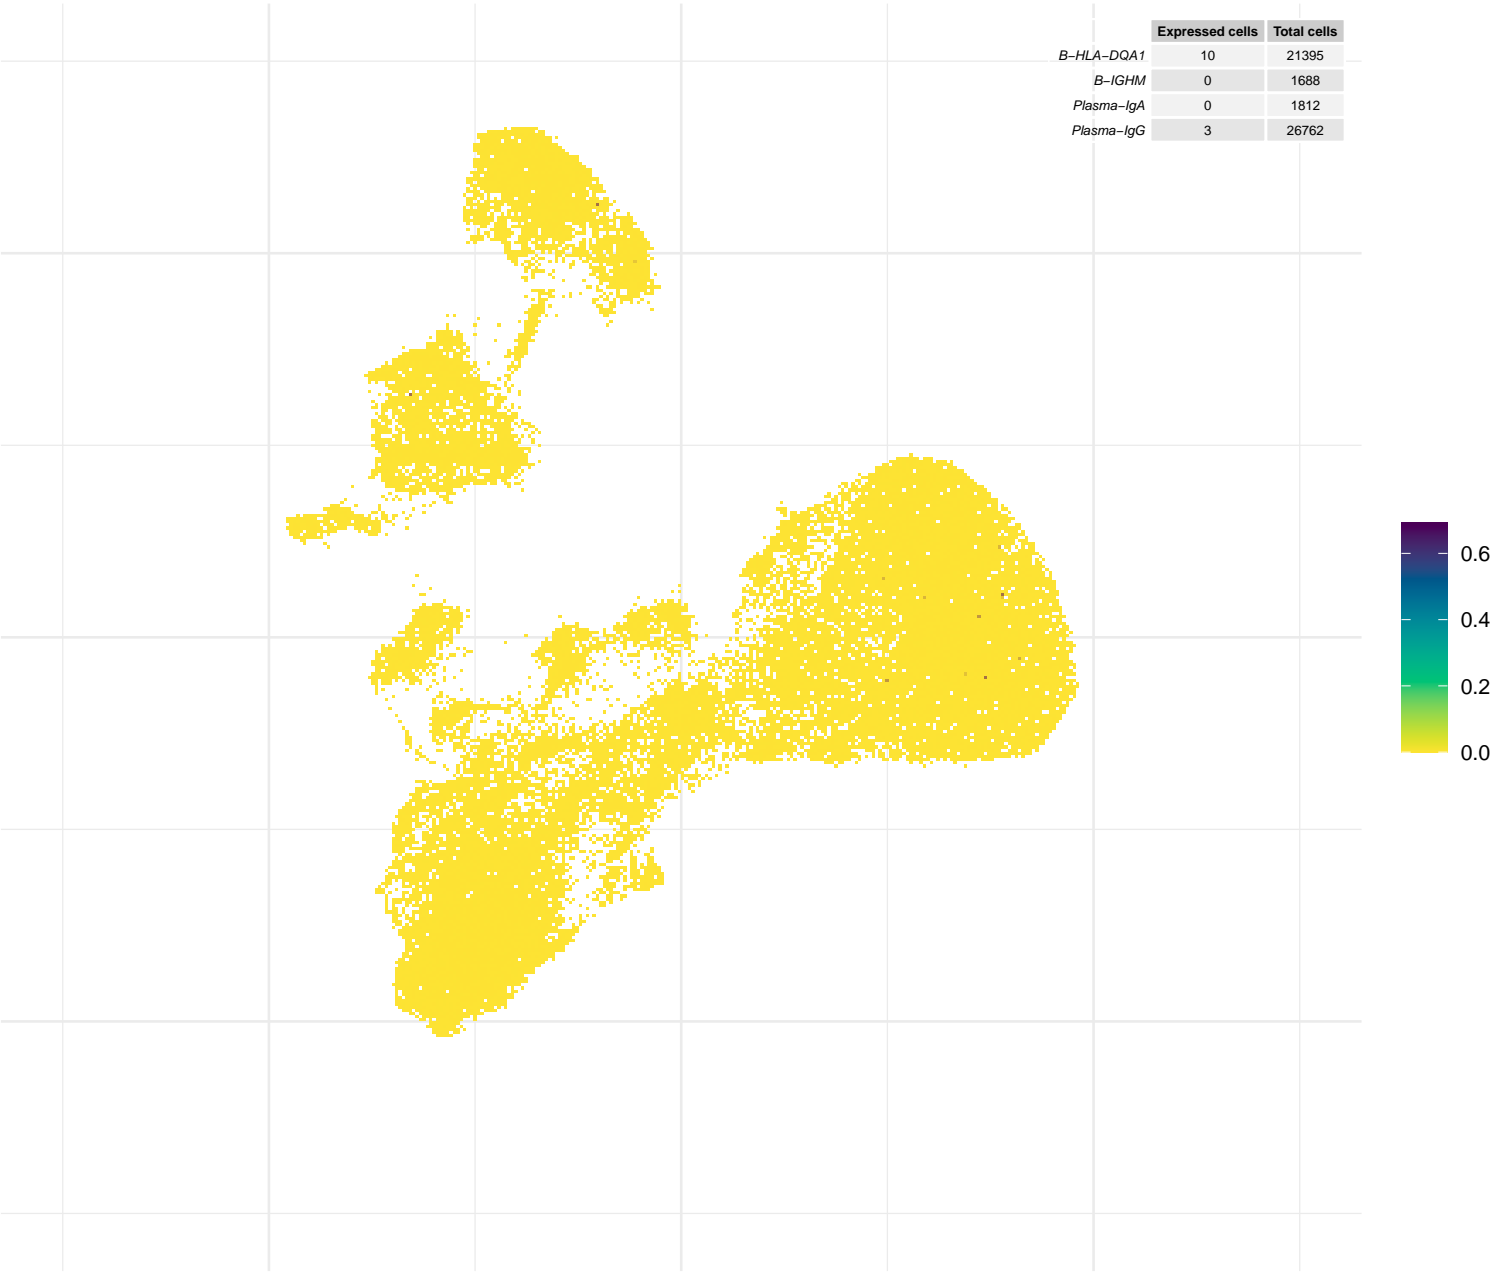 Expressed cells Total cells
B−HLA−DQA1 10 21395
B−IGHM 0 1688
Plasma−IgA 0 1812
Plasma−IgG 3 26762
0.6
0.4
0.2
0.0